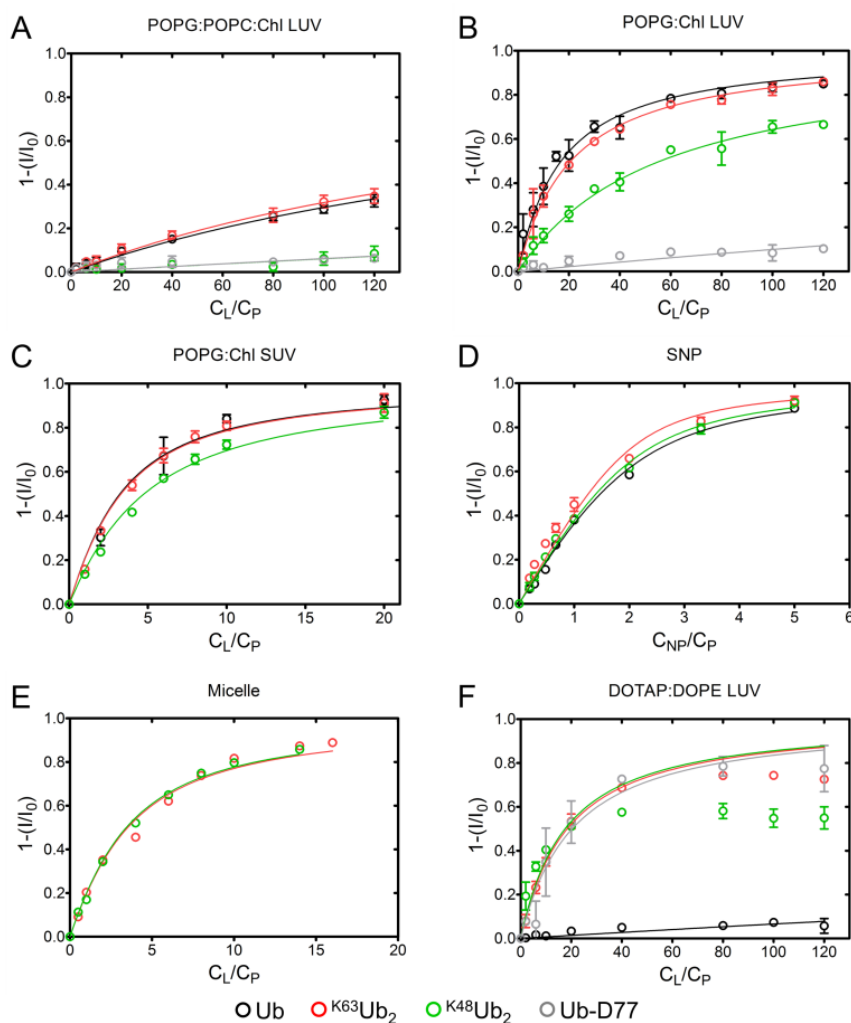 A
POPG:POPC:Chl LUV
1-(I/I0)
1.0
0.8
0.6
0.4
0.2
0.0
0 20 40 60 80 100 120
CL/CP
B
POPG:Chl LUV
1-(I/I0)
1.0
0.8
0.6
0.4
0.2
0.0
0 20 40 60 80 100 120
CL/CP
C
POPG:Chl SUV
1-(I/I0)
1.0
0.8
0.6
0.4
0.2
0.0
0 5 10 15 20
CL/CP
D
SNP
1-(I/I0)
1.0
0.8
0.6
0.4
0.2
0.0
0 1 2 3 4 5 6
CNP/CP
E
Micelle
1-(I/I0)
1.0
0.8
0.6
0.4
0.2
0.0
0 5 10 15 20
CL/CP
F
DOTAP:DOPE LUV
1-(I/I0)
1.0
0.8
0.6
0.4
0.2
0.0
0 20 40 60 80 100 120
CL/CP
Ub K63Ub2 K48Ub2 Ub-D77